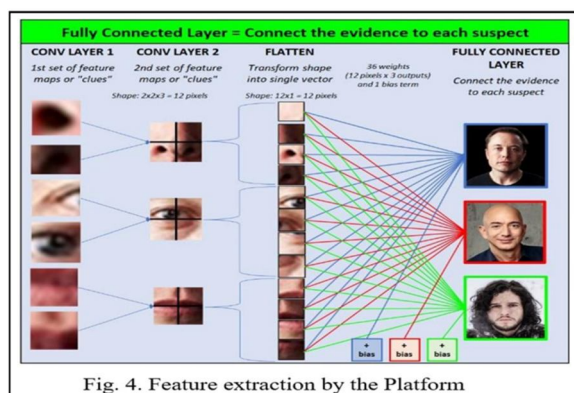 Fully Connected Layer = Connect the evidence to each suspect
CONV LAYER 1
1st set of feature
maps or "clues"
CONV LAYER 2
2nd set of feature
maps or "clues"
Shape: 2x2x3 = 12 pixels
FLATTEN
Transform shape
into single vector
Shape: 12x1 = 12 pixels
36 weights
(12 pixels x 3 outputs)
and 1 bias term
FULLY CONNECTED
LAYER
Connect the evidence
to each suspect
+
bias
+
bias
+
bias
Fig. 4. Feature extraction by the Platform